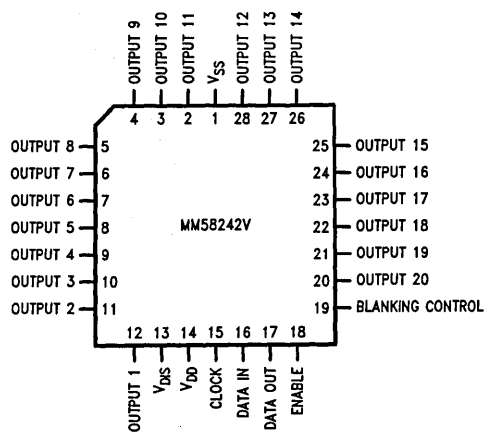 OUTPUT 9
OUTPUT 10
OUTPUT 11
VSS
OUTPUT 12
OUTPUT 13
OUTPUT 14
4 3 2 1 28 27 26
OUTPUT 8 5
OUTPUT 7 6
OUTPUT 6 7
OUTPUT 5 8
OUTPUT 4 9
OUTPUT 3 10
OUTPUT 2 11
MM58242V
25 OUTPUT 15
24 OUTPUT 16
23 OUTPUT 17
22 OUTPUT 18
21 OUTPUT 19
20 OUTPUT 20
19 BLANKING CONTROL
12 13 14 15 16 17 18
OUTPUT 1
VDIS
VDD
CLOCK
DATA IN
DATA OUT
ENABLE